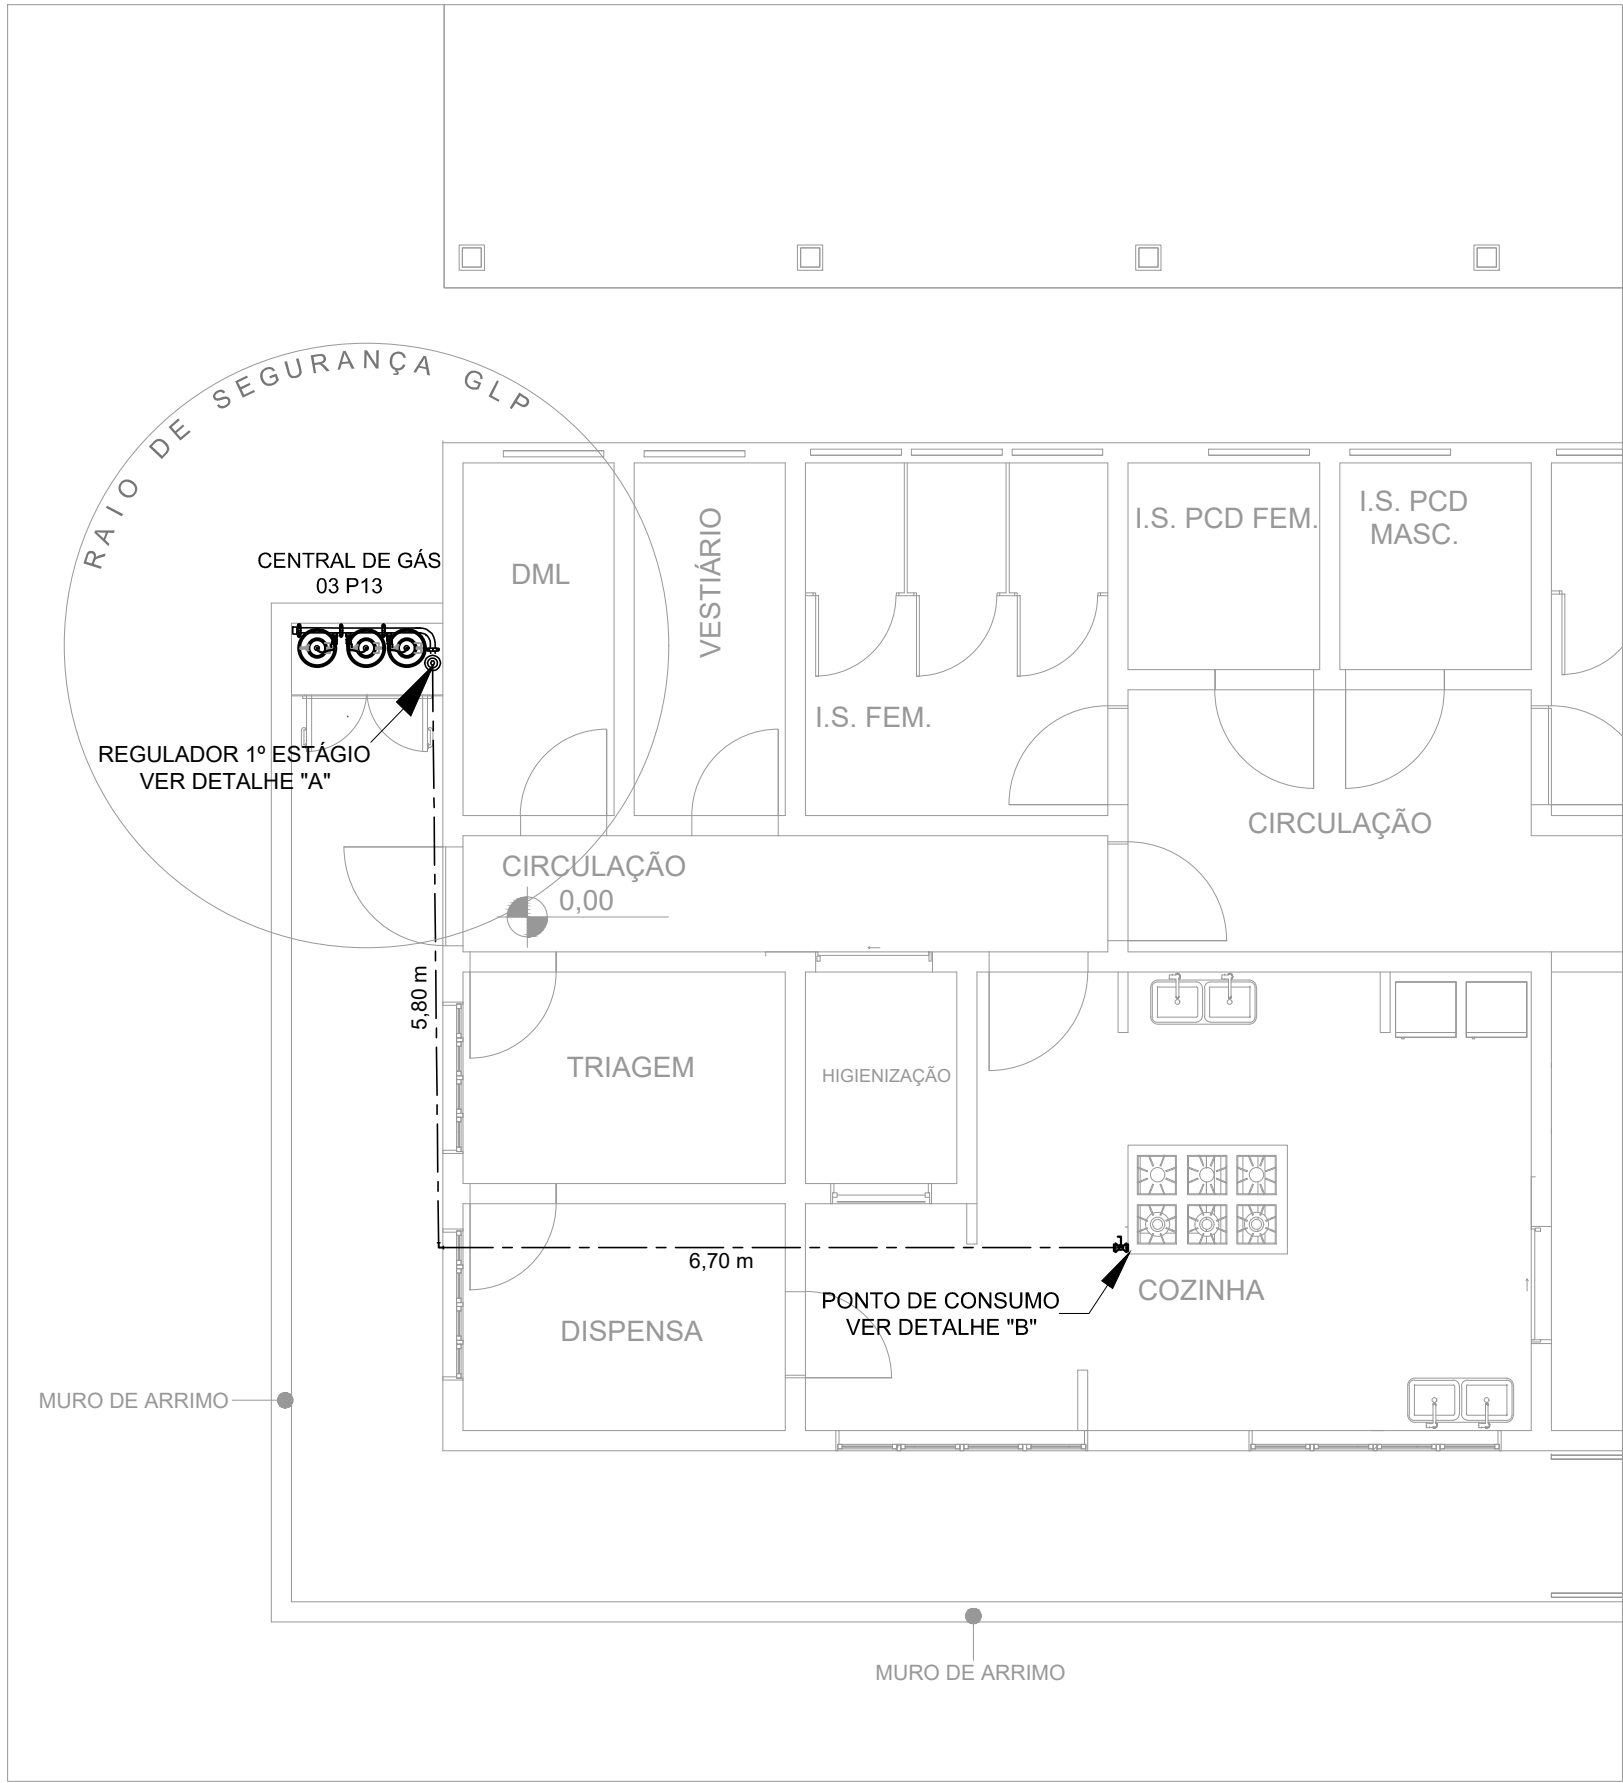 RAIO DE SEGURANÇA GLP
CENTRAL DE GÁS
03 P13
DML
VESTIÁRIO
I.S. PCD FEM.
I.S. PCD
MASC.
I.S. FEM.
REGULADOR 1º ESTÁGIO
VER DETALHE "A"
CIRCULAÇÃO
CIRCULAÇÃO
0,00
5,80 m
TRIAGEM
HIGIENIZAÇÃO
6,70 m
PONTO DE CONSUMO
VER DETALHE "B"
COZINHA
DISPENSA
MURO DE ARRIMO
MURO DE ARRIMO